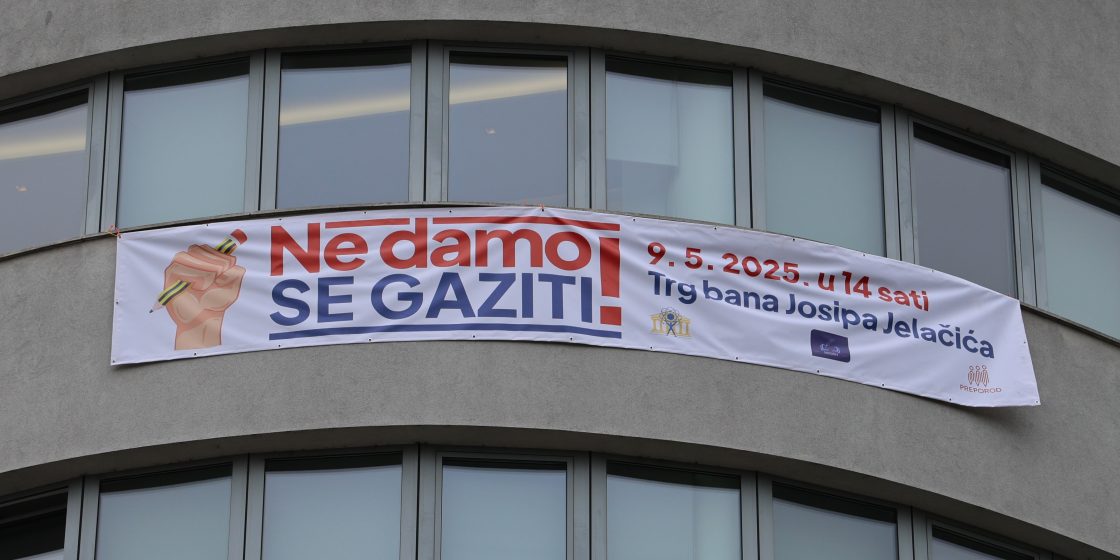 Ne damo
SE GAZITI!
9. 5. 2025. u 14 sati
Trg bana Josipa Jelačića
PREPOROD